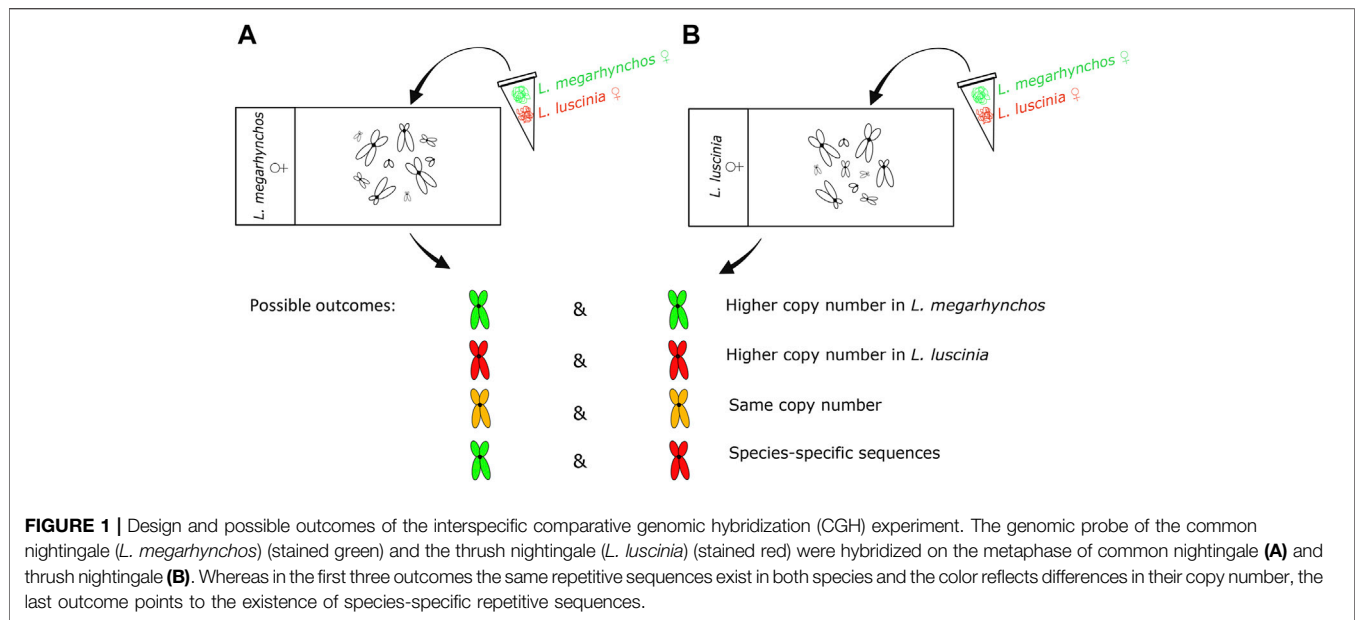 A
B
L. megarhynchos ♀
L. luscinia ♀
L. megarhynchos ♀
L. luscinia ♀
L. megarhynchos ♀
L. luscinia ♀
Possible outcomes:
&
Higher copy number in L. megarhynchos
&
Higher copy number in L. luscinia
&
Same copy number
&
Species-specific sequences
FIGURE 1 | Design and possible outcomes of the interspecific comparative genomic hybridization (CGH) experiment. The genomic probe of the common
nightingale (L. megarhynchos) (stained green) and the thrush nightingale (L. luscinia) (stained red) were hybridized on the metaphase of common nightingale (A) and
thrush nightingale (B). Whereas in the first three outcomes the same repetitive sequences exist in both species and the color reflects differences in their copy number, the
last outcome points to the existence of species-specific repetitive sequences.